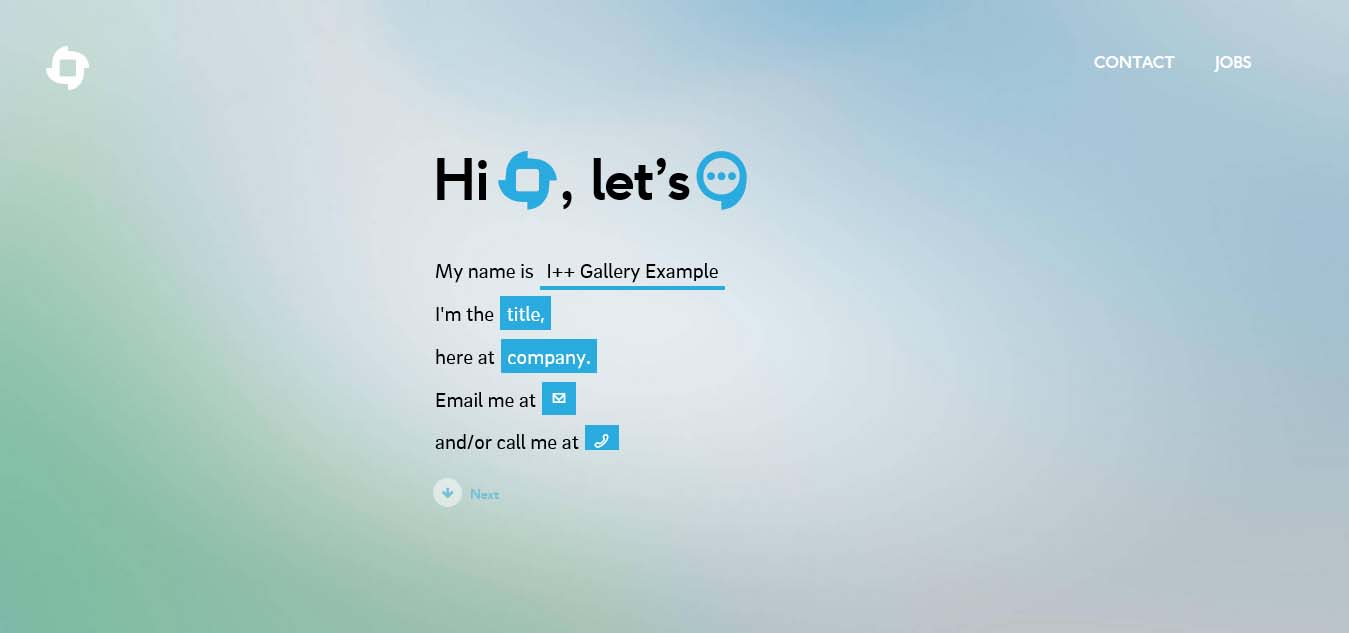 CONTACT JOBS
Hi , let's
My name is I++ Gallery Example
I'm the title,
here at company.
Email me at
and/or call me at
Next